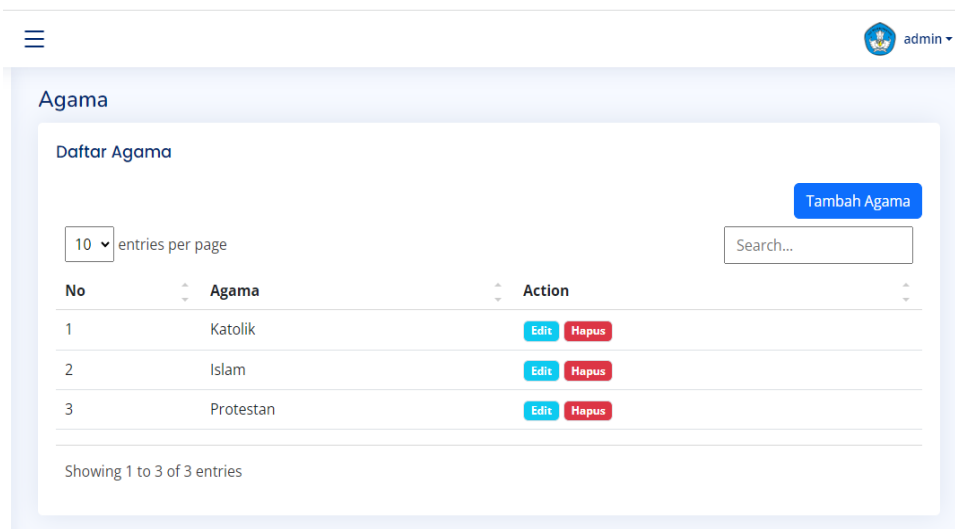 admin
Agama
Daftar Agama
Tambah Agama
10 entries per page
Search...
No Agama Action
1 Katolik Edit Hapus
2 Islam Edit Hapus
3 Protestan Edit Hapus
Showing 1 to 3 of 3 entries